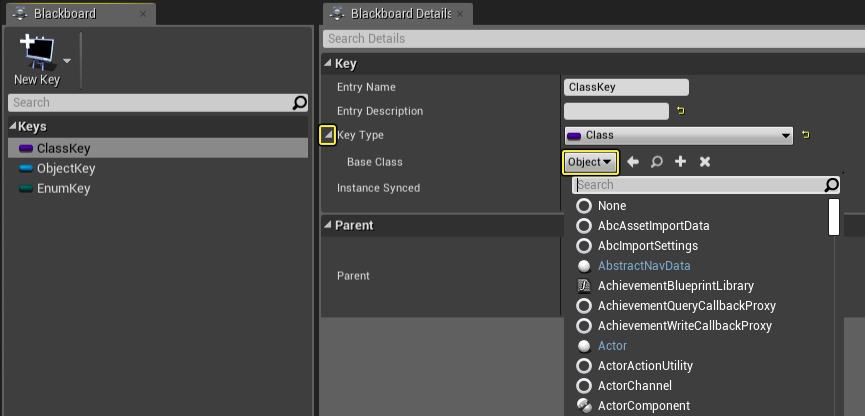 Blackboard
New Key
Search
Keys
ClassKey
ObjectKey
EnumKey
Blackboard Details
Search Details
Key
Entry Name
ClassKey
Entry Description
Key Type
Class
Base Class
Object
Instance Synced
Search
None
AbcAssetImportData
AbcImportSettings
AbstractNavData
AchievementBlueprintLibrary
AchievementQueryCallbackProxy
AchievementWriteCallbackProxy
Actor
ActorActionUtility
ActorChannel
ActorComponent
Parent
Parent